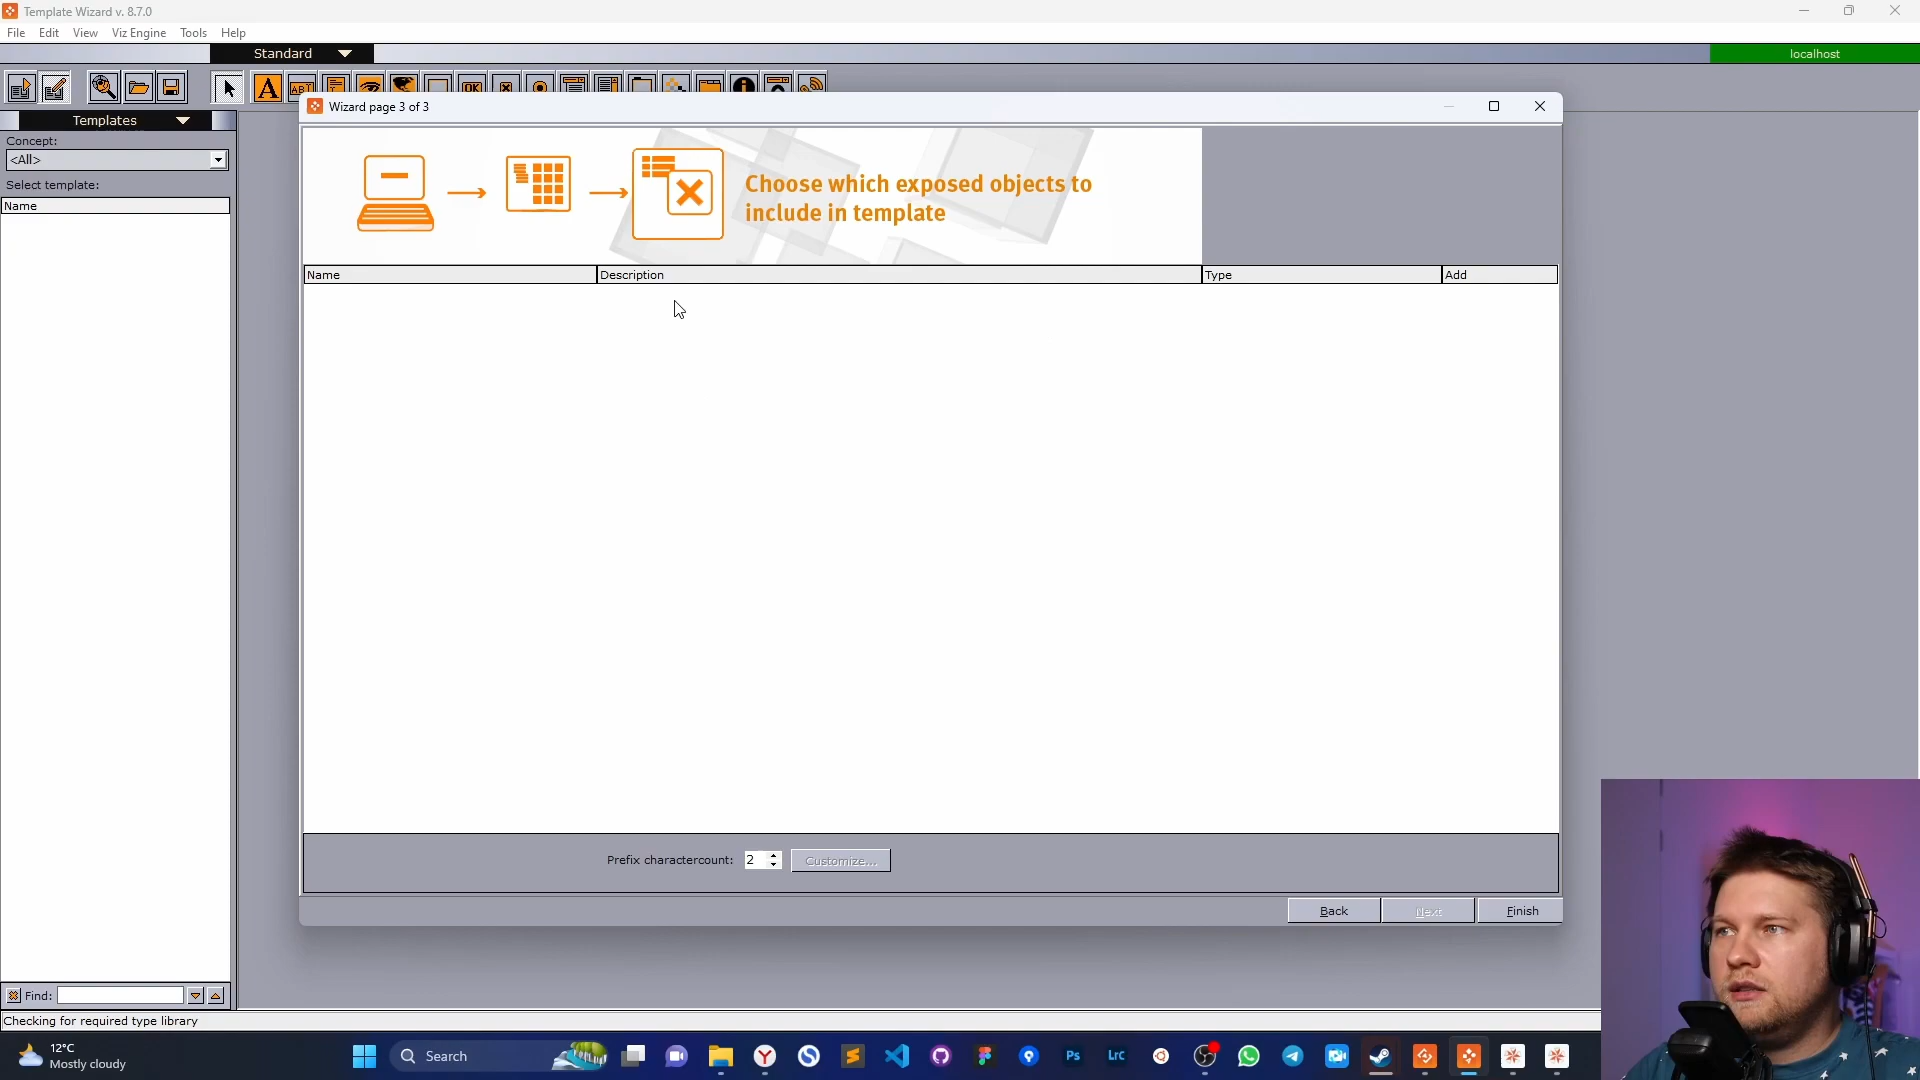 Template Wizard v. 8.7.0
File Edit View Viz Engine Tools Help
Standard
localhost
Templates
Concept:
<All>
Select template:
Name
Wizard page 3 of 3
Choose which exposed objects to
include in template
Name Description Type Add
Prefix charactercount: 2 Customize...
Back Next Finish
Find:
Checking for required type library
12°C
Mostly cloudy
Search
Ps
LrC